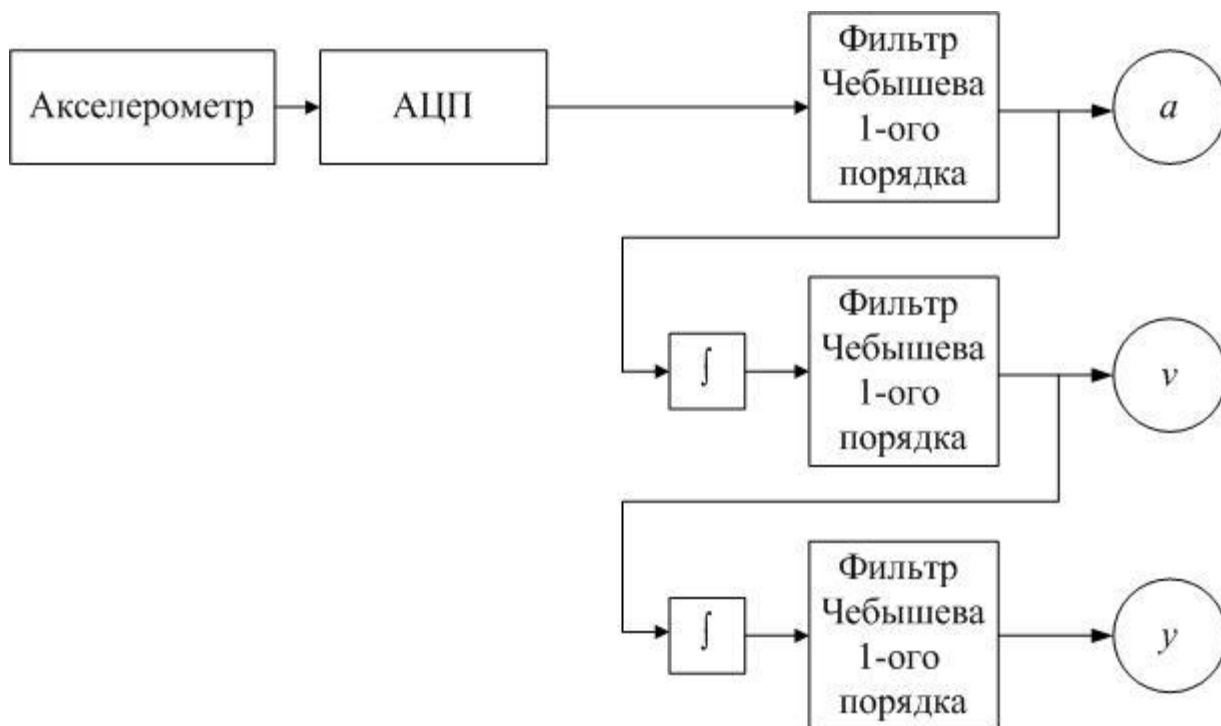 Акселерометр
АЦП
Фильтр
Чебышева
1-ого
порядка
a
∫
Фильтр
Чебышева
1-ого
порядка
v
∫
Фильтр
Чебышева
1-ого
порядка
y